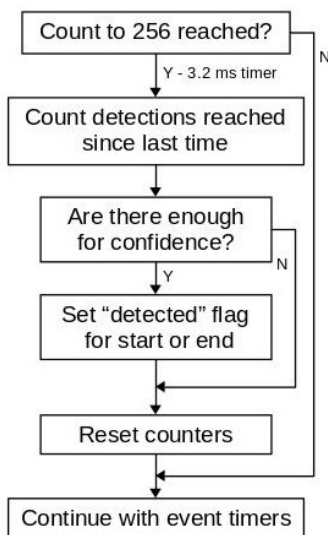 Count to 256 reached?
N
Y - 3.2 ms timer
Count detections reached
since last time
Are there enough
for confidence?
N
Y
Set “detected” flag
for start or end
Reset counters
Continue with event timers